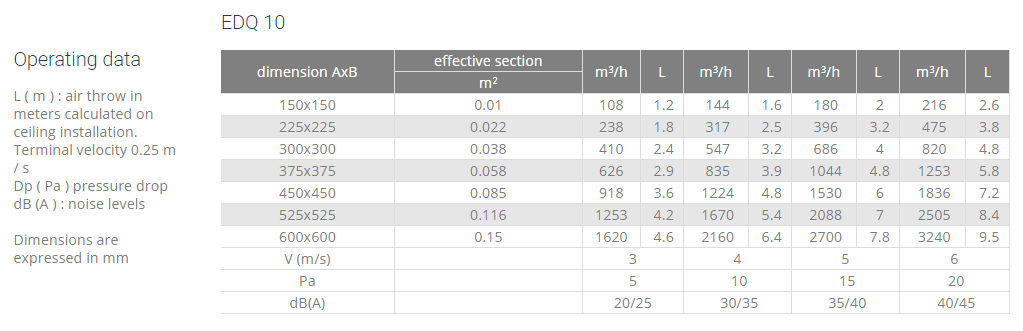 EDQ 10
Operating data
L ( m ) : air throw in
meters calculated on
ceiling installation.
Terminal velocity 0.25 m
/ s
Dp ( Pa ) pressure drop
dB (A ) : noise levels
Dimensions are
expressed in mm
dimension AxB effective section m³/h L m³/h L m³/h L m³/h L
m²
150x150 0.01 108 1.2 144 1.6 180 2 216 2.6
225x225 0.022 238 1.8 317 2.5 396 3.2 475 3.8
300x300 0.038 410 2.4 547 3.2 686 4 820 4.8
375x375 0.058 626 2.9 835 3.9 1044 4.8 1253 5.8
450x450 0.085 918 3.6 1224 4.8 1530 6 1836 7.2
525x525 0.116 1253 4.2 1670 5.4 2088 7 2505 8.4
600x600 0.15 1620 4.6 2160 6.4 2700 7.8 3240 9.5
V (m/s) 3 4 5 6
Pa 5 10 15 20
dB(A) 20/25 30/35 35/40 40/45